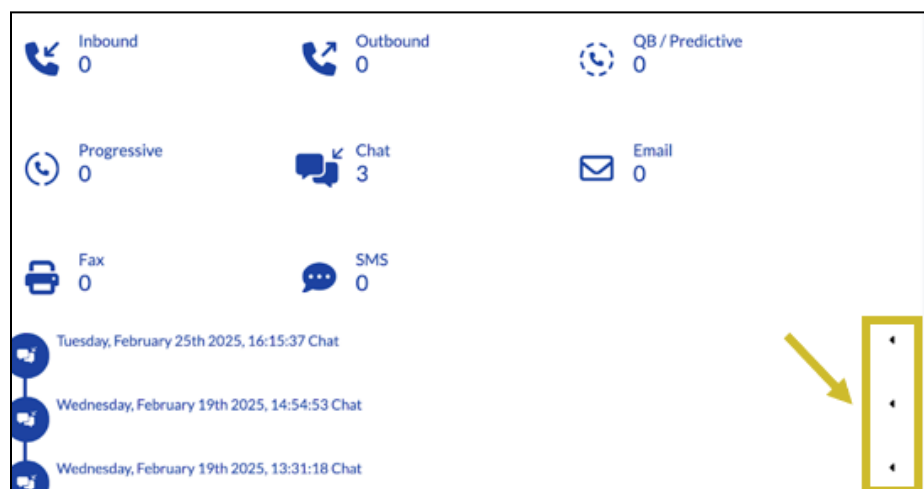 Inbound
0
Outbound
0
QB / Predictive
0
Progressive
0
Chat
3
Email
0
Fax
0
SMS
0
Tuesday, February 25th 2025, 16:15:37 Chat
Wednesday, February 19th 2025, 14:54:53 Chat
Wednesday, February 19th 2025, 13:31:18 Chat